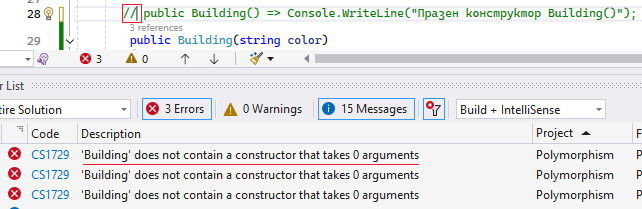 28 // public Building() => Console.WriteLine("Празен конструктор Building()");
3 references
29 public Building(string color)
3 0
er List
tire Solution 3 Errors 0 Warnings 15 Messages Build + IntelliSense
Code Description Project F
CS1729 'Building' does not contain a constructor that takes 0 arguments Polymorphism P
CS1729 'Building' does not contain a constructor that takes 0 arguments Polymorphism P
CS1729 'Building' does not contain a constructor that takes 0 arguments Polymorphism P